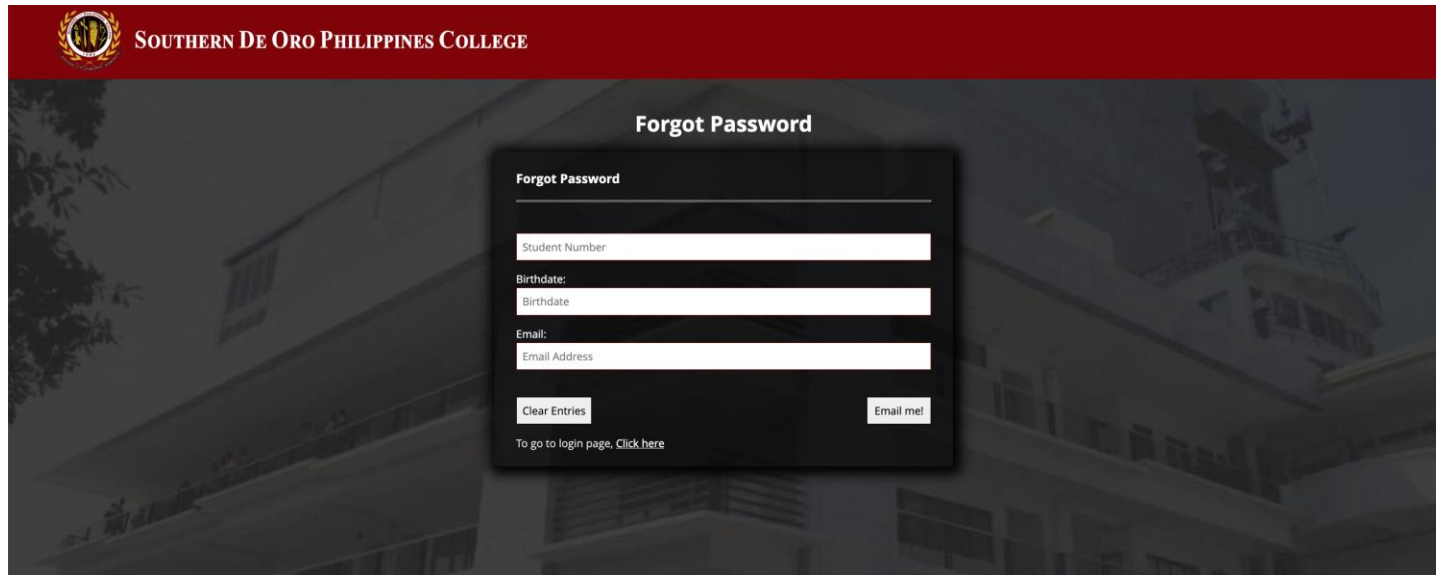 SOUTHERN DE ORO PHILIPPINES COLLEGE
Forgot Password
Forgot Password
Student Number
Birthdate:
Birthdate
Email:
Email Address
Clear Entries Email me!
To go to login page, Click here